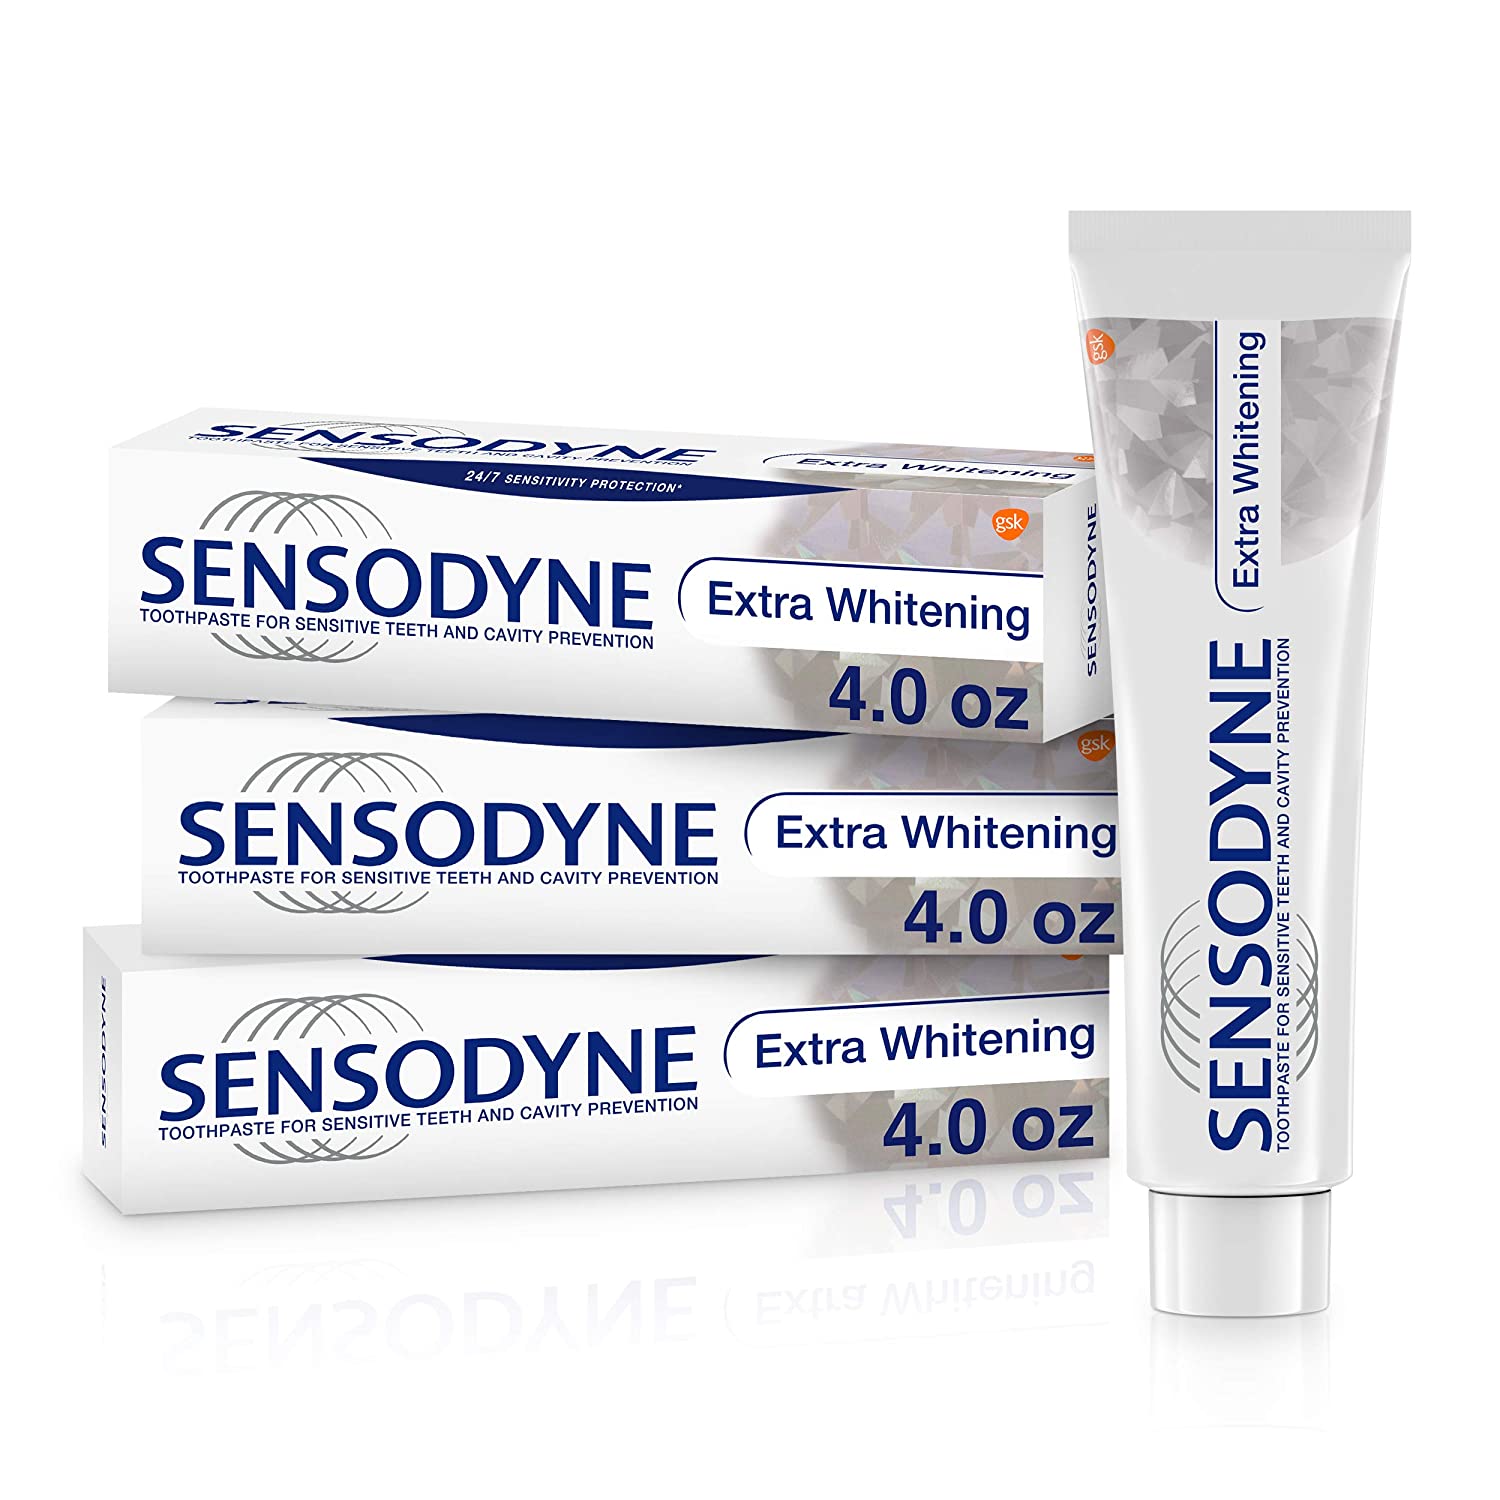 SENSODYNE
TOOTHPASTE FOR SENSITIVE TEETH AND CAVITY PREVENTION
24/7 SENSITIVITY PROTECTION*
Extra Whitening
gsk
SENSODYNE
TOOTHPASTE FOR SENSITIVE TEETH AND CAVITY PREVENTION
Extra Whitening
4.0 oz
SENSODYNE
gsk
SENSODYNE
TOOTHPASTE FOR SENSITIVE TEETH AND CAVITY PREVENTION
Extra Whitening
4.0 oz
SENSODYNE
SENSODYNE
TOOTHPASTE FOR SENSITIVE TEETH AND CAVITY PREVENTION
Extra Whitening
4.0 oz
gsk
Extra Whitening
SENSODYNE
TOOTHPASTE FOR SENSITIVE TEETH AND CAVITY PREVENTION